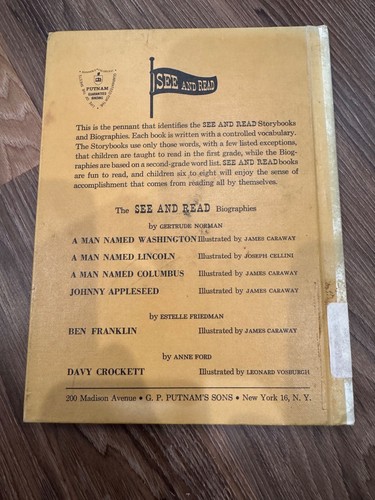 PUTNAM
GUARANTEED
BINDING
SEE AND READ
This is the pennant that identifies the SEE AND READ Storybooks
and Biographies. Each book is written with a controlled vocabulary.
The Storybooks use only those words, with a few listed exceptions,
that children are taught to read in the first grade, while the Biog-
raphies are based on a second-grade word list. SEE AND READ books
are fun to read, and children six to eight will enjoy the sense of
accomplishment that comes from reading all by themselves.
The SEE AND READ Biographies
by GERTRUDE NORMAN
A MAN NAMED WASHINGTON Illustrated by JAMES CARAWAY
A MAN NAMED LINCOLN Illustrated by JOSEPH CELLINI
A MAN NAMED COLUMBUS Illustrated by JAMES CARAWAY
JOHNNY APPLESEED Illustrated by JAMES CARAWAY
by ESTELLE FRIEDMAN
BEN FRANKLIN Illustrated by JAMES CARAWAY
by ANNE FORD
DAVY CROCKETT Illustrated by LEONARD VOSBURGH
200 Madison Avenue • G. P. PUTNAM'S SONS • New York 16, N. Y.